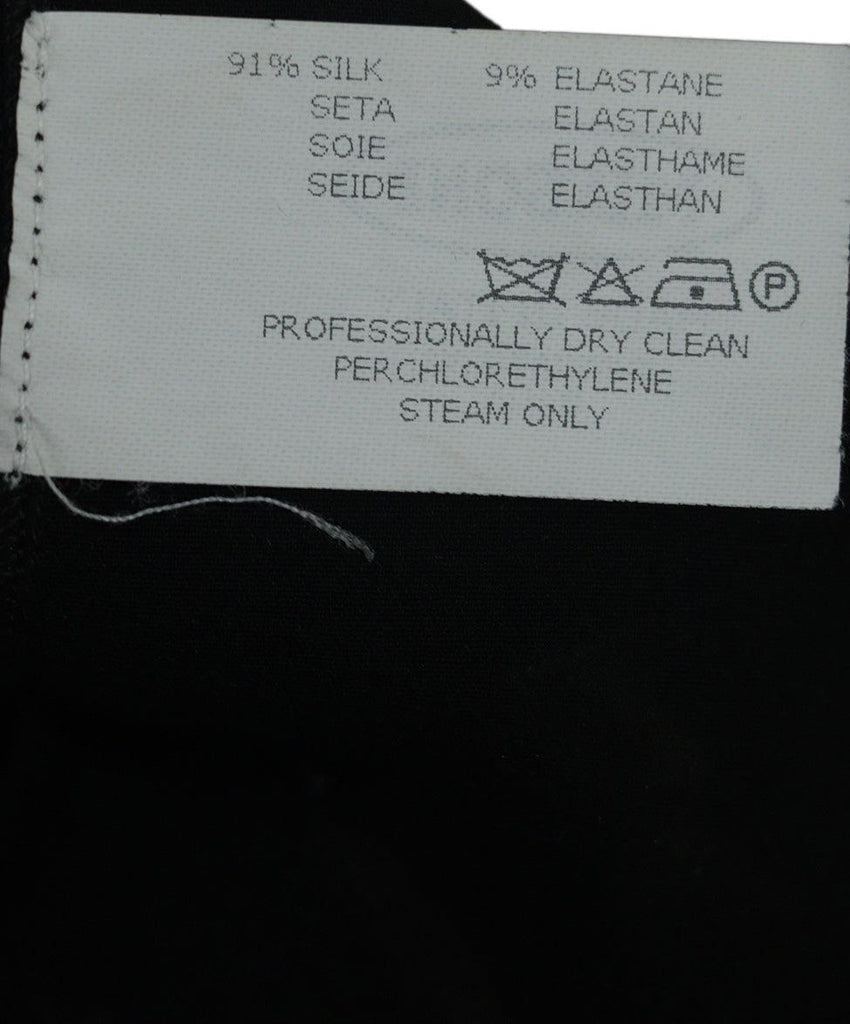 91% SILK 9% ELASTANE
SETA ELASTAN
SOIE ELASTHAME
SEIDE ELASTHAN
P
PROFESSIONALLY DRY CLEAN
PERCHLORETHYLENE
STEAM ONLY